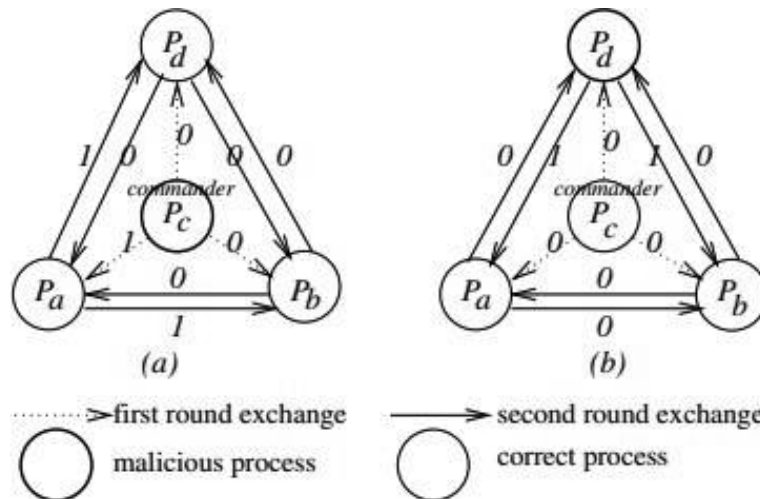 P_d
P_d
1 0 0 0 0
0 1 0 1 0
commander
commander
P_c
P_c
1 0
0 0
P_a 0 P_b
P_a 0 P_b
1
0
(a)
(b)
first round exchange
second round exchange
malicious process
correct process